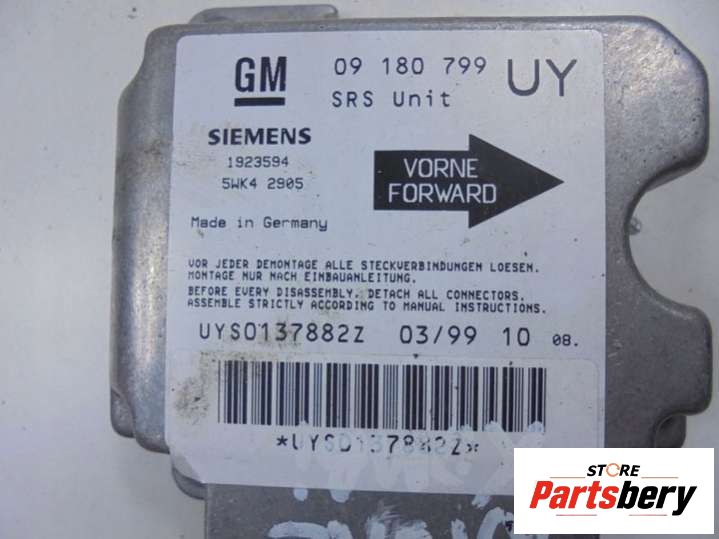 GM 09 180 799 UY
SRS Unit
SIEMENS
1923594
5WK4 2905
VORNE
FORWARD
Made in Germany
VOR JEDER DEMONTAGE ALLE STECKVERBINDUNGEN LOESEN.
MONTAGE NUR NACH EINBAUANLEITUNG.
BEFORE EVERY DISASSEMBLY, DETACH ALL CONNECTORS.
ASSEMBLE STRICTLY ACCORDING TO MANUAL INSTRUCTIONS.
UYS0137882Z 03/99 10 08.
*UYS0137882Z*
STORE
Partsbery